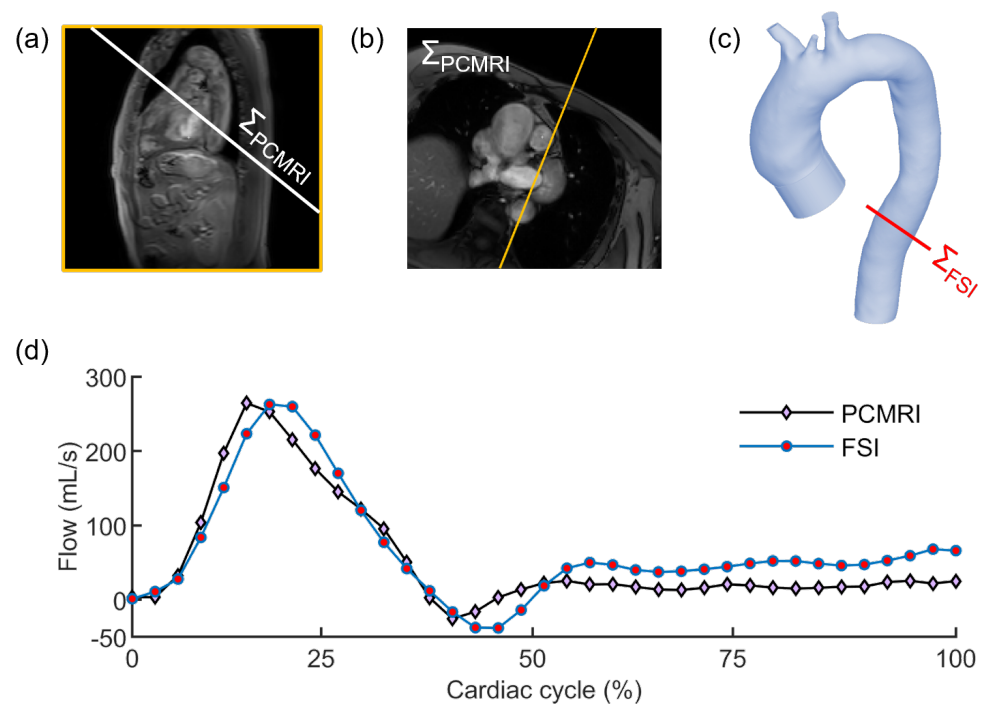 (a)
(b)
(c)
Σ_PCMRI
Σ_PCMRI
Σ_FSI
(d)
Flow (mL/s)
300
200
100
0
-50
PCMRI
FSI
0 25 50 75 100
Cardiac cycle (%)